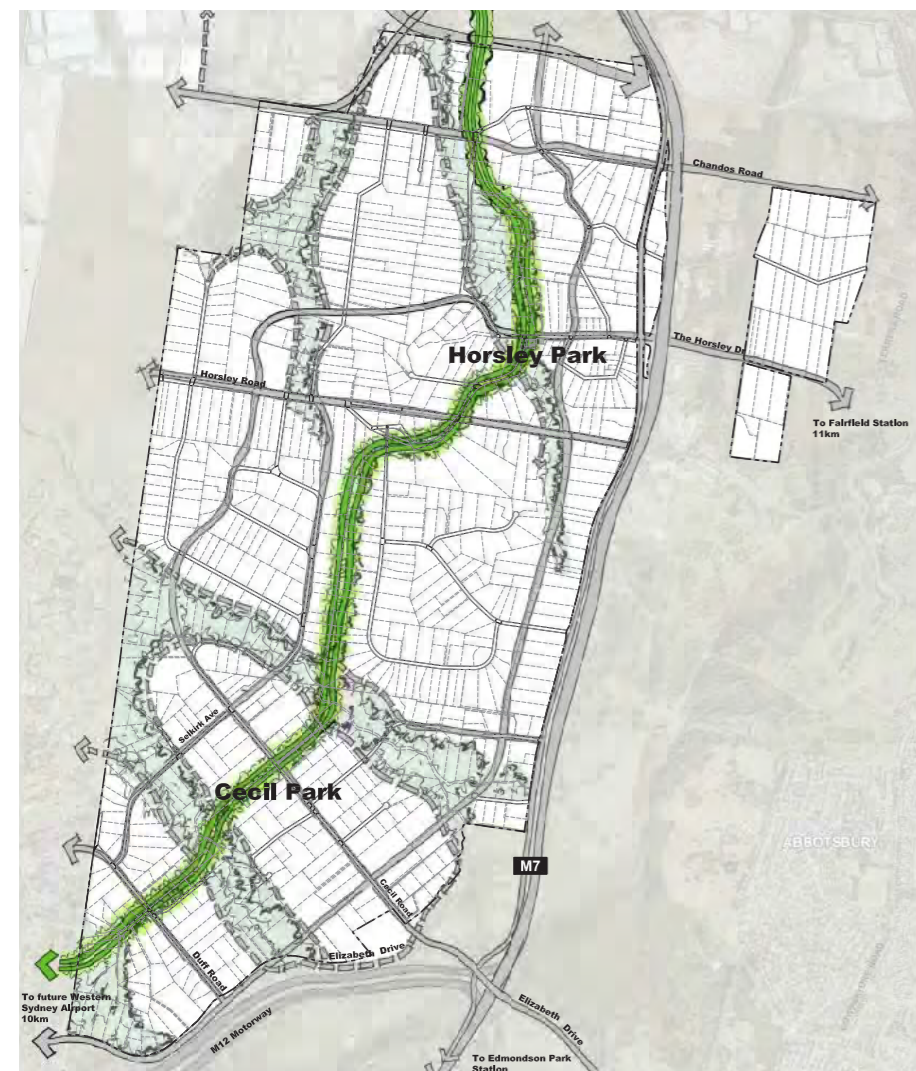 Chandos Road
The Horsley Dr
Horsley Park
Horsley Road
To Fairfield Station
11km
Selkirk Ave
Cecil Park
ABBOTSBURY
M7
Cecil Road
Elizabeth Drive
Duff Road
To future Western
Sydney Airport
10km
M12 Motorway
Elizabeth Drive
To Edmondson Park
Station